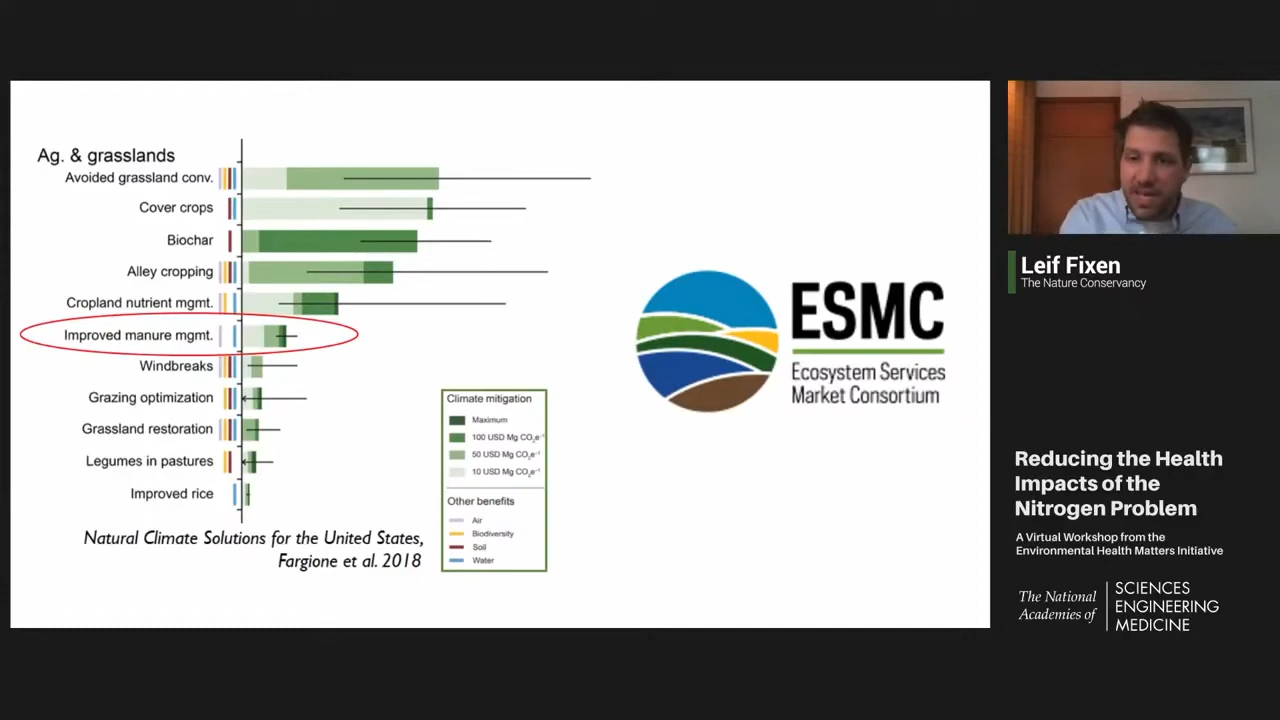 Ag. & grasslands
Avoided grassland conv.
Cover crops
Biochar
Alley cropping
Cropland nutrient mgmt.
Improved manure mgmt.
Windbreaks
Grazing optimization
Grassland restoration
Legumes in pastures
Improved rice
Climate mitigation
Maximum
100 USD Mg CO₂e⁻¹
50 USD Mg CO₂e⁻¹
10 USD Mg CO₂e⁻¹
Other benefits
Air
Biodiversity
Soil
Water
Natural Climate Solutions for the United States,
Fargione et al. 2018
ESMC
Ecosystem Services
Market Consortium
Leif Fixen
The Nature Conservancy
Reducing the Health
Impacts of the
Nitrogen Problem
A Virtual Workshop from the
Environmental Health Matters Initiative
The National
Academies of
SCIENCES
ENGINEERING
MEDICINE